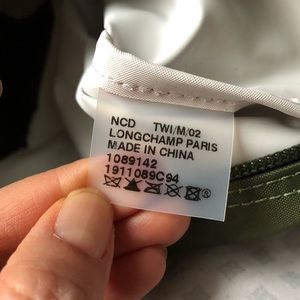 NCD TWI/M/02
LONGCHAMP PARIS
MADE IN CHINA
1089142
1911089C94